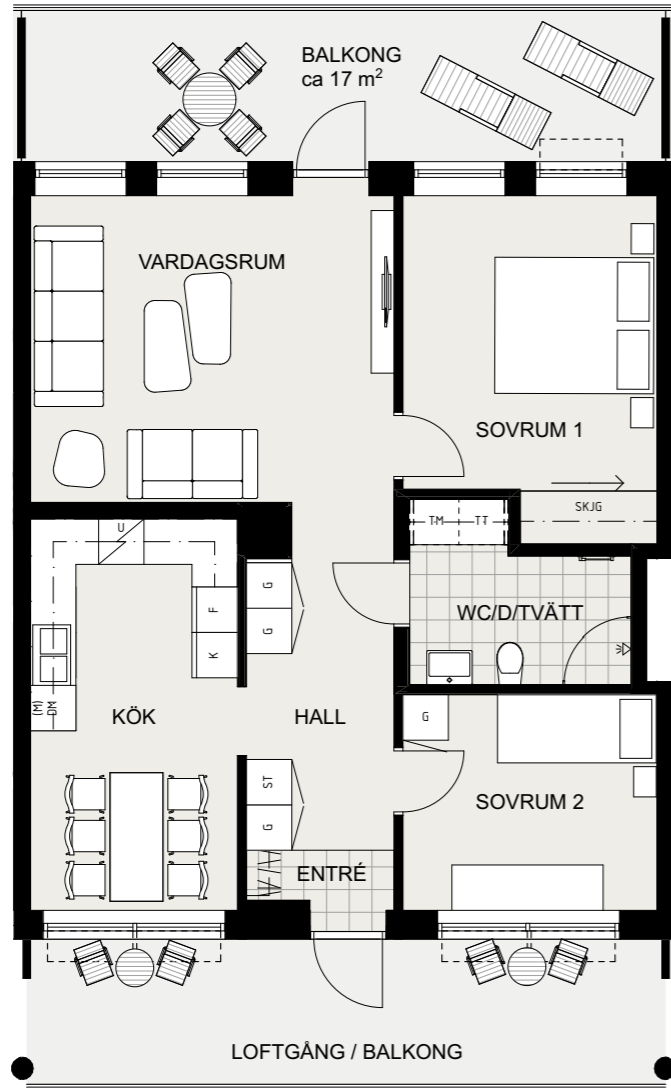 BALKONG
ca 17 m²
VARDAGSRUM
SOVRUM 1
SKJG
U
TM TT
G
F
WC/D/TVÄTT
G
K
(M)
DM
KÖK
HALL
G
ST
SOVRUM 2
G
ENTRÉ
LOFTGÅNG / BALKONG